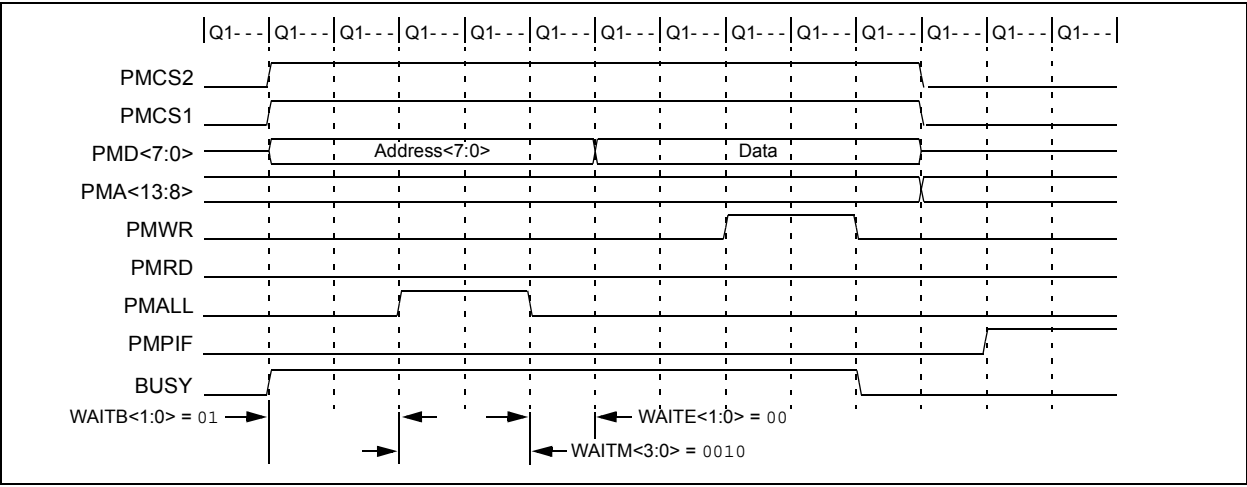 Q1- - - Q1- - - Q1- - - Q1- - - Q1- - - Q1- - - Q1- - - Q1- - - Q1- - - Q1- - - Q1- - - Q1- - - Q1- - - Q1- - -
PMCS2
PMCS1
PMD<7:0> Address<7:0> Data
PMA<13:8>
PMWR
PMRD
PMALL
PMPIF
BUSY
WAITB<1:0> = 01 WAITE<1:0> = 00
WAITM<3:0> = 0010